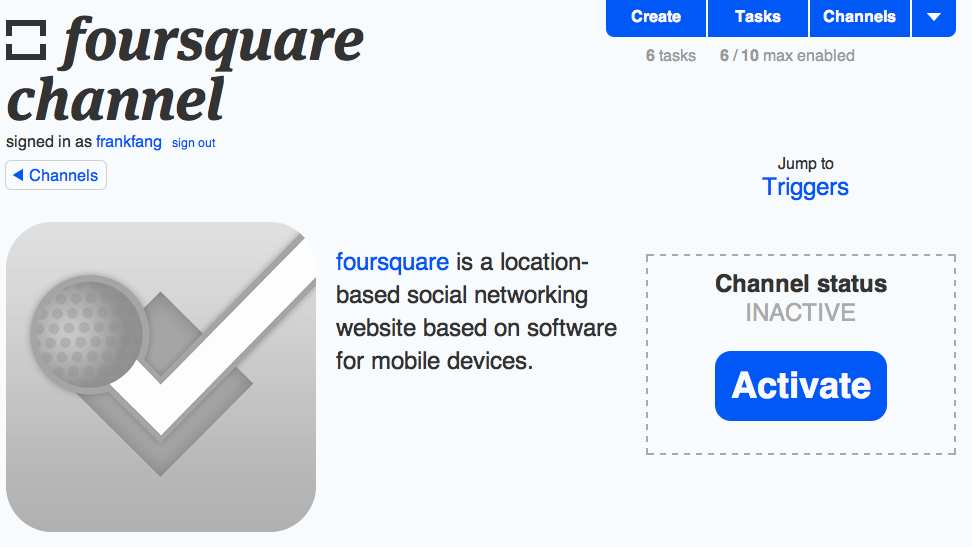 Create Tasks Channels
6 tasks 6 / 10 max enabled
foursquare
channel
signed in as frankfang sign out
Channels
Jump to
Triggers
foursquare is a location-
based social networking
website based on software
for mobile devices.
Channel status
INACTIVE
Activate